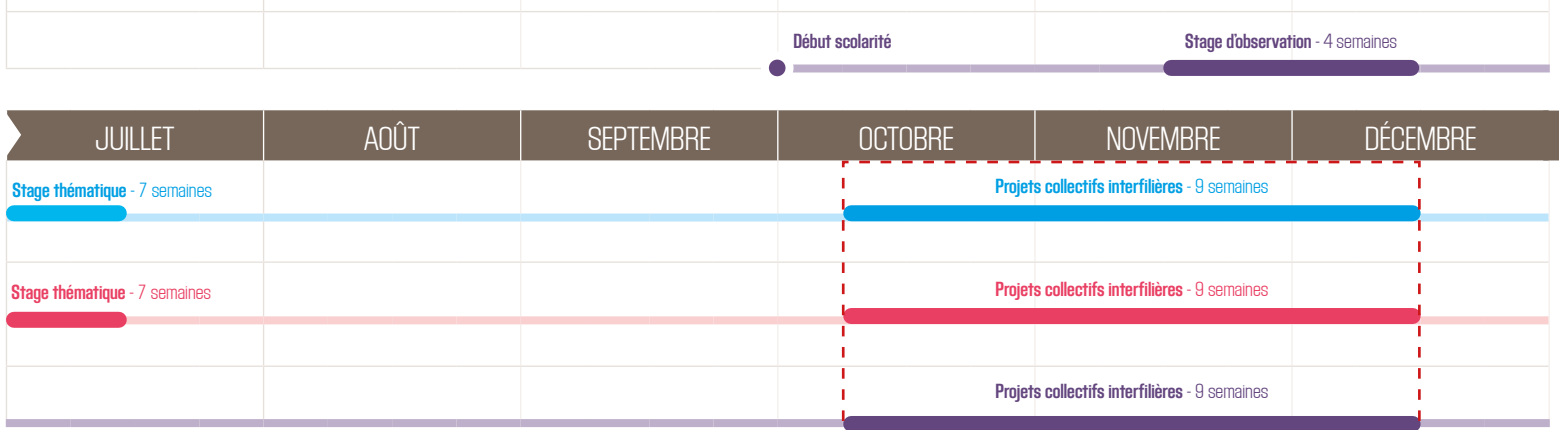 Début scolarité
Stage d'observation - 4 semaines
JUILLET AOÛT SEPTEMBRE OCTOBRE NOVEMBRE DÉCEMBRE
Stage thématique - 7 semaines
Projets collectifs interfilières - 9 semaines
Stage thématique - 7 semaines
Projets collectifs interfilières - 9 semaines
Projets collectifs interfilières - 9 semaines